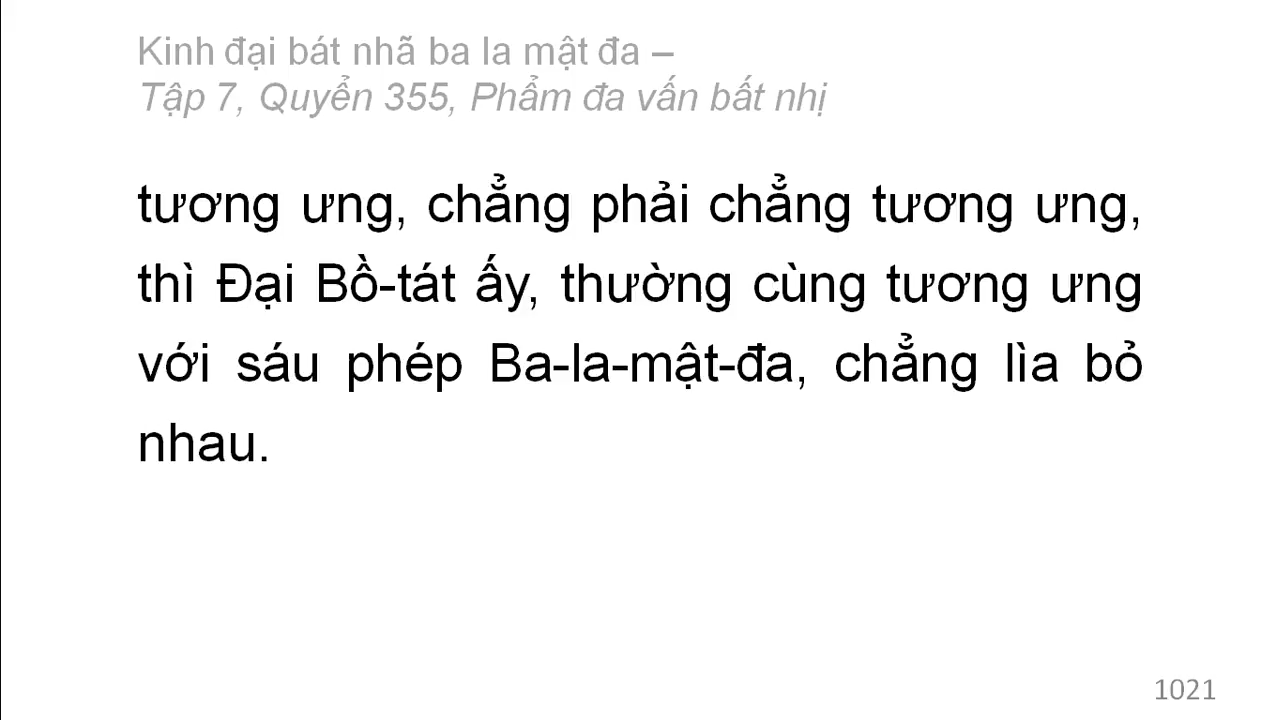 Kinh đại bát nhã ba la mật đa –
Tập 7, Quyển 355, Phẩm đa vấn bất nhị
tương ưng, chẳng phải chẳng tương ưng,
thì Đại Bồ-tát ấy, thường cùng tương ưng
với sáu phép Ba-la-mật-đa, chẳng lìa bỏ
nhau.
1021